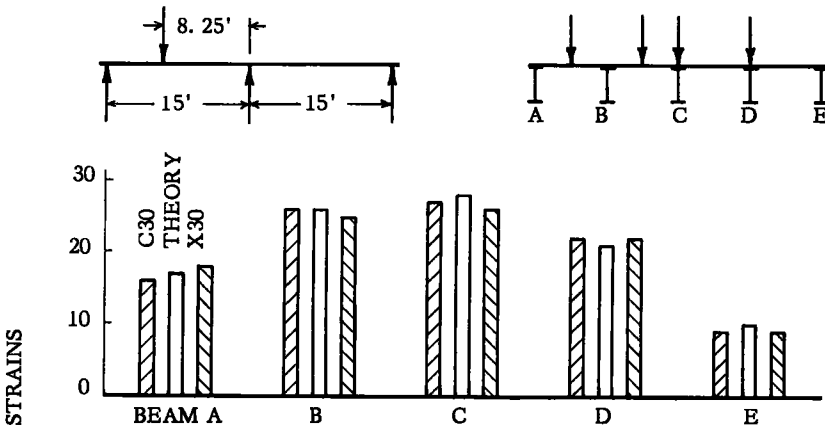 8.25'
15'
15'
A B C D E
30
20
10
0
STRAINS
C30
THEORY
X30
BEAM A B C D E